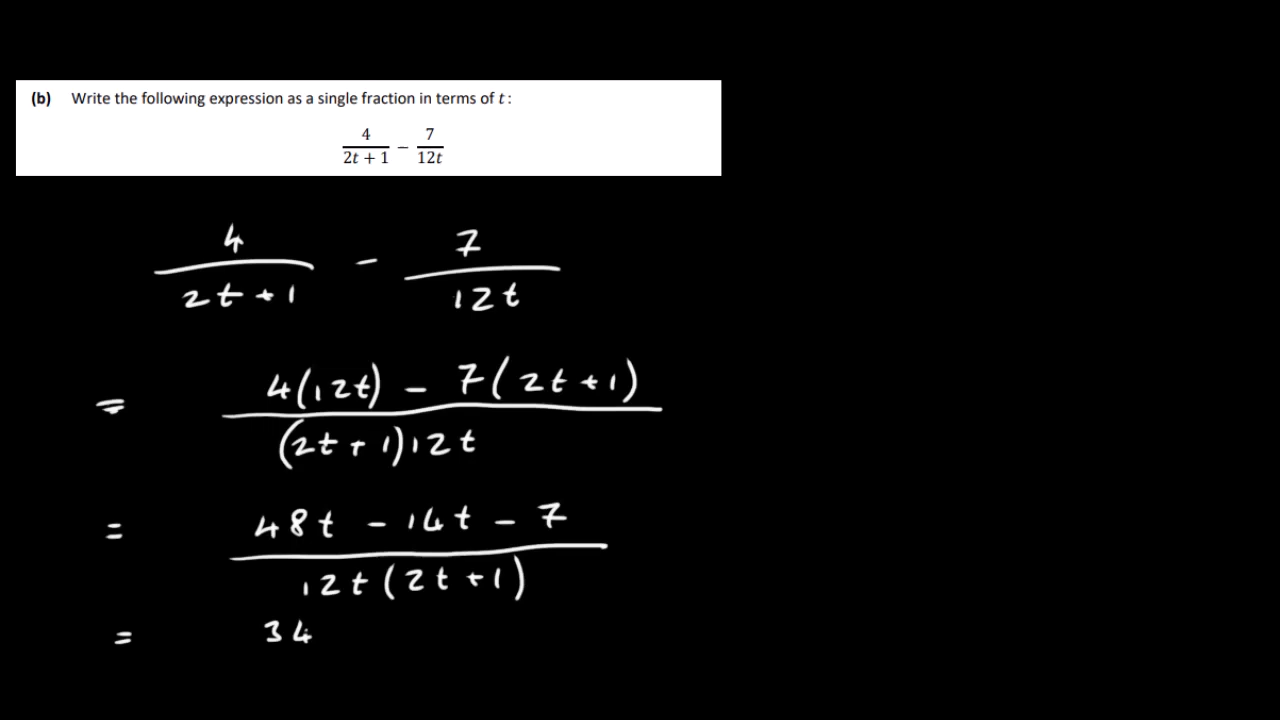 (b) Write the following expression as a single fraction in terms of t:
4/(2t + 1) − 7/(12t)
4/(2t + 1) − 7/(12t)
= (4(12t) − 7(2t + 1))/((2t + 1)12t)
= (48t − 14t − 7)/(12t(2t + 1))
= 34